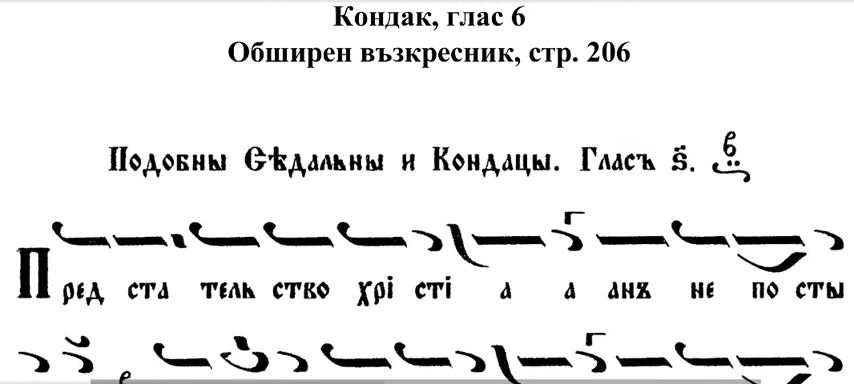 Кондак, глас 6
Обширен възкресник, стр. 206
Подобны Сѣдальны и Кондацы. Гласъ ѕ҃.
Пред ста тель ство хрі сті а а анъ не по сты